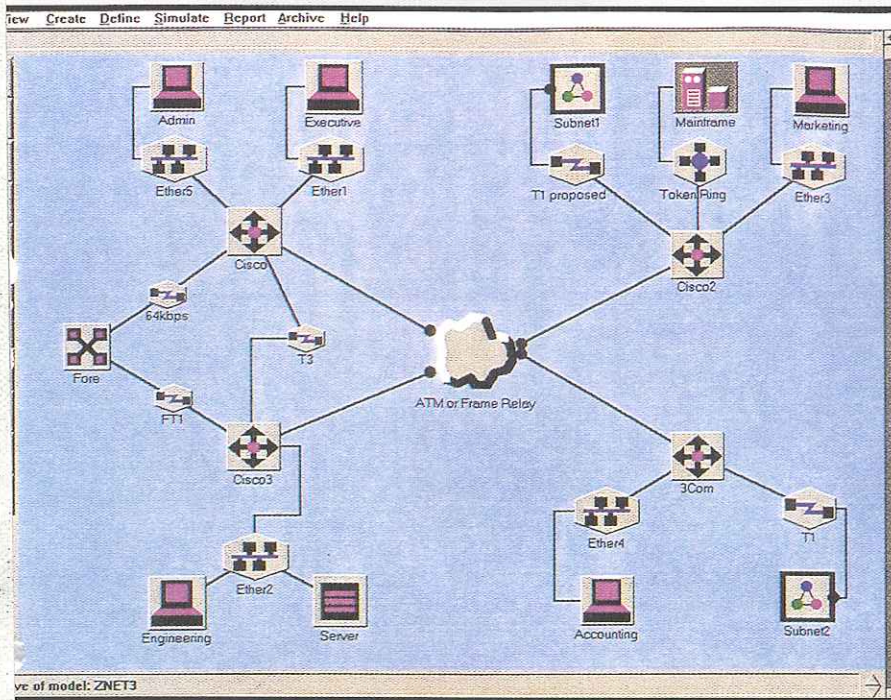 iew Create Define Simulate Report Archive Help
Admin
Executive
Subnet1
Mainframe
Marketing
Ether5
Ether1
T1 proposed
Token Ring
Ether3
Cisco
Cisco2
64kbps
T3
Fore
ATM or Frame Relay
FT1
Cisco3
3Com
Ether4
T1
Ether2
Engineering
Server
Accounting
Subnet2
ve of model: ZNET3